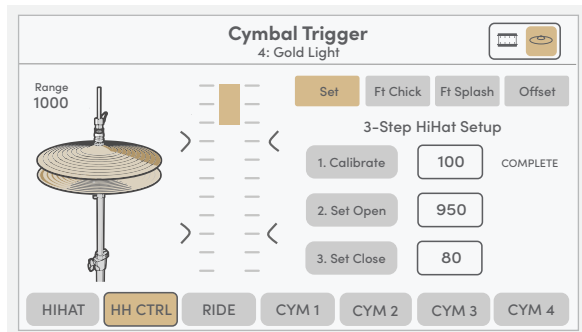 Cymbal Trigger
4: Gold Light
Range
1000
Set
Ft Chick
Ft Splash
Offset
3-Step HiHat Setup
1. Calibrate
100
COMPLETE
2. Set Open
950
3. Set Close
80
HIHAT
HH CTRL
RIDE
CYM 1
CYM 2
CYM 3
CYM 4